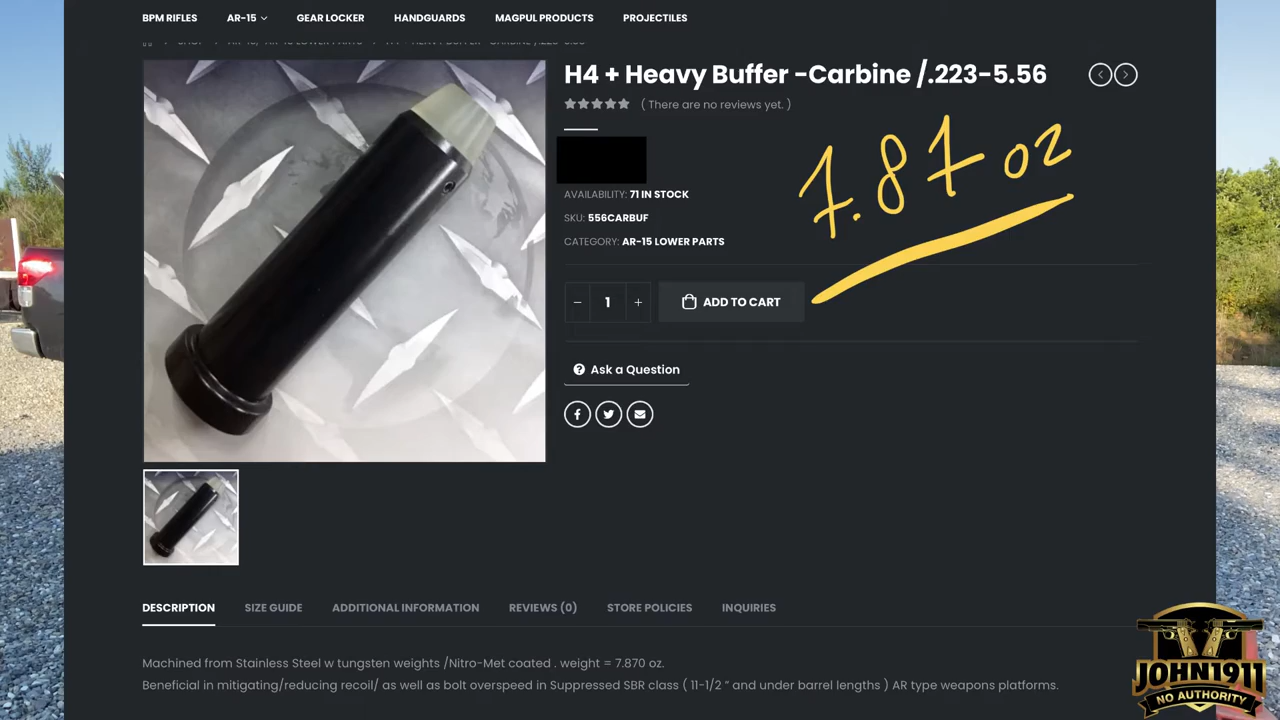 BPM RIFLES AR-15 GEAR LOCKER HANDGUARDS MAGPUL PRODUCTS PROJECTILES
H4 + Heavy Buffer -Carbine /.223-5.56
( There are no reviews yet. )
7.87 oz
AVAILABILITY: 71 IN STOCK
SKU: 556CARBUF
CATEGORY: AR-15 LOWER PARTS
− 1 + ADD TO CART
Ask a Question
DESCRIPTION SIZE GUIDE ADDITIONAL INFORMATION REVIEWS (0) STORE POLICIES INQUIRIES
Machined from Stainless Steel w tungsten weights /Nitro-Met coated . weight = 7.870 oz.
Beneficial in mitigating/reducing recoil/ as well as bolt overspeed in Suppressed SBR class ( 11-1/2 “ and under barrel lengths ) AR type weapons platforms.
JOHN1911
NO AUTHORITY